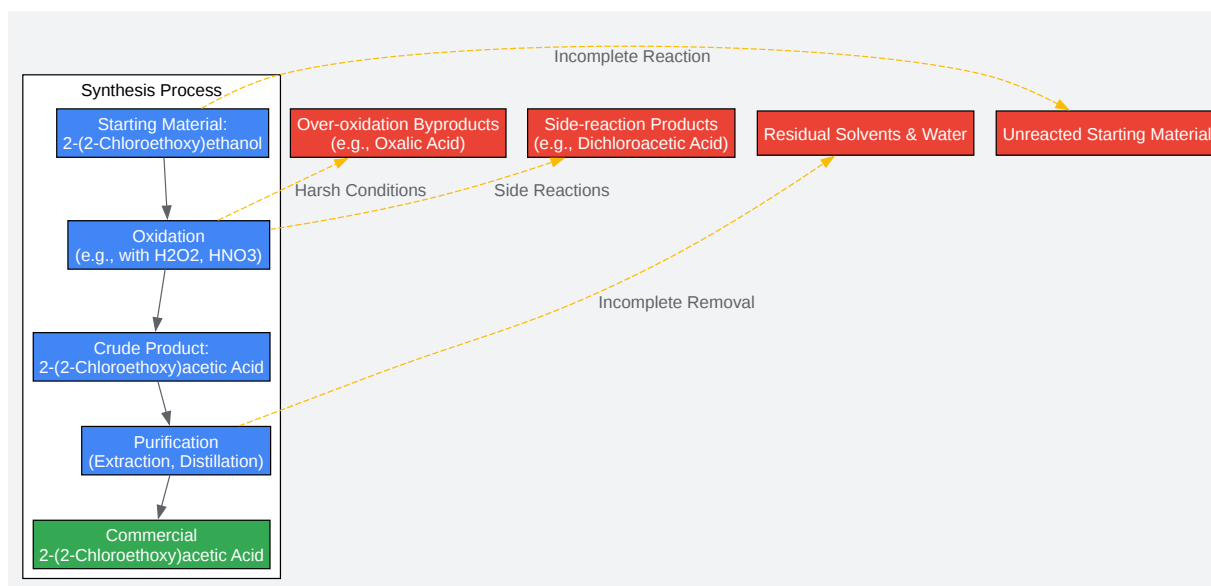 Incomplete Reaction
Synthesis Process
Starting Material:
2-(2-Chloroethoxy)ethanol
Over-oxidation Byproducts
(e.g., Oxalic Acid)
Side-reaction Products
(e.g., Dichloroacetic Acid)
Residual Solvents & Water
Unreacted Starting Material
Harsh Conditions
Side Reactions
Oxidation
(e.g., with H2O2, HNO3)
Incomplete Removal
Crude Product:
2-(2-Chloroethoxy)acetic Acid
Purification
(Extraction, Distillation)
Commercial
2-(2-Chloroethoxy)acetic Acid